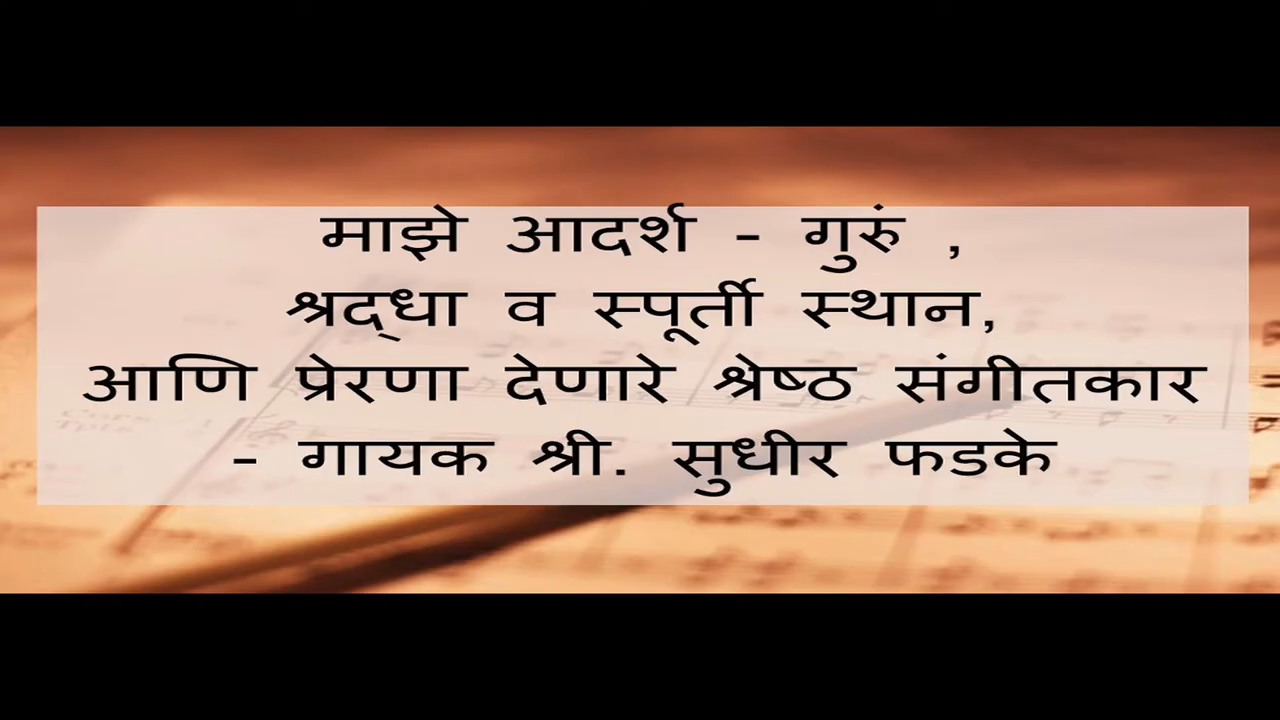 माझे आदर्श - गुरुं ,
श्रद्‌धा व स्पूर्ती स्थान,
आणि प्रेरणा देणारे श्रेष्ठ संगीतकार
- गायक श्री. सुधीर फडके